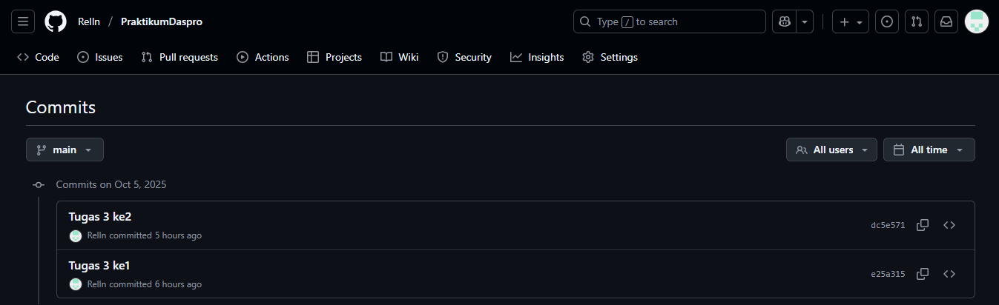 Relln / PraktikumDaspro
Type / to search
Code Issues Pull requests Actions Projects Wiki Security Insights Settings
Commits
main
All users All time
Commits on Oct 5, 2025
Tugas 3 ke2
Relln committed 5 hours ago
dc5e571
Tugas 3 ke1
Relln committed 6 hours ago
e25a315